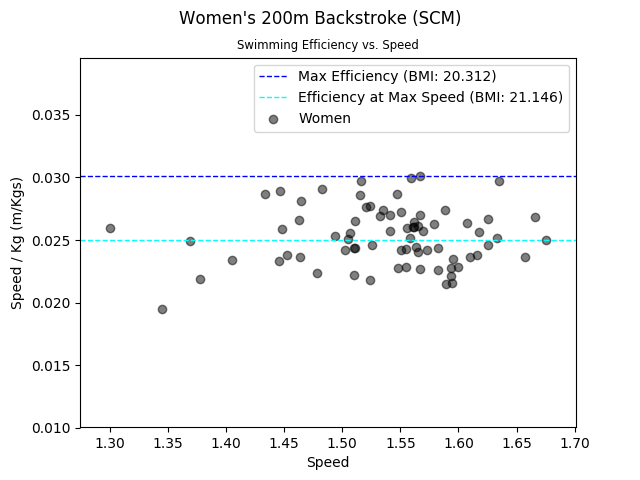 Women's 200m Backstroke (SCM)
Swimming Efficiency vs. Speed
Max Efficiency (BMI: 20.312)
Efficiency at Max Speed (BMI: 21.146)
Women
Speed / Kg (m/Kgs)
0.035
0.030
0.025
0.020
0.015
0.010
1.30 1.35 1.40 1.45 1.50 1.55 1.60 1.65 1.70
Speed